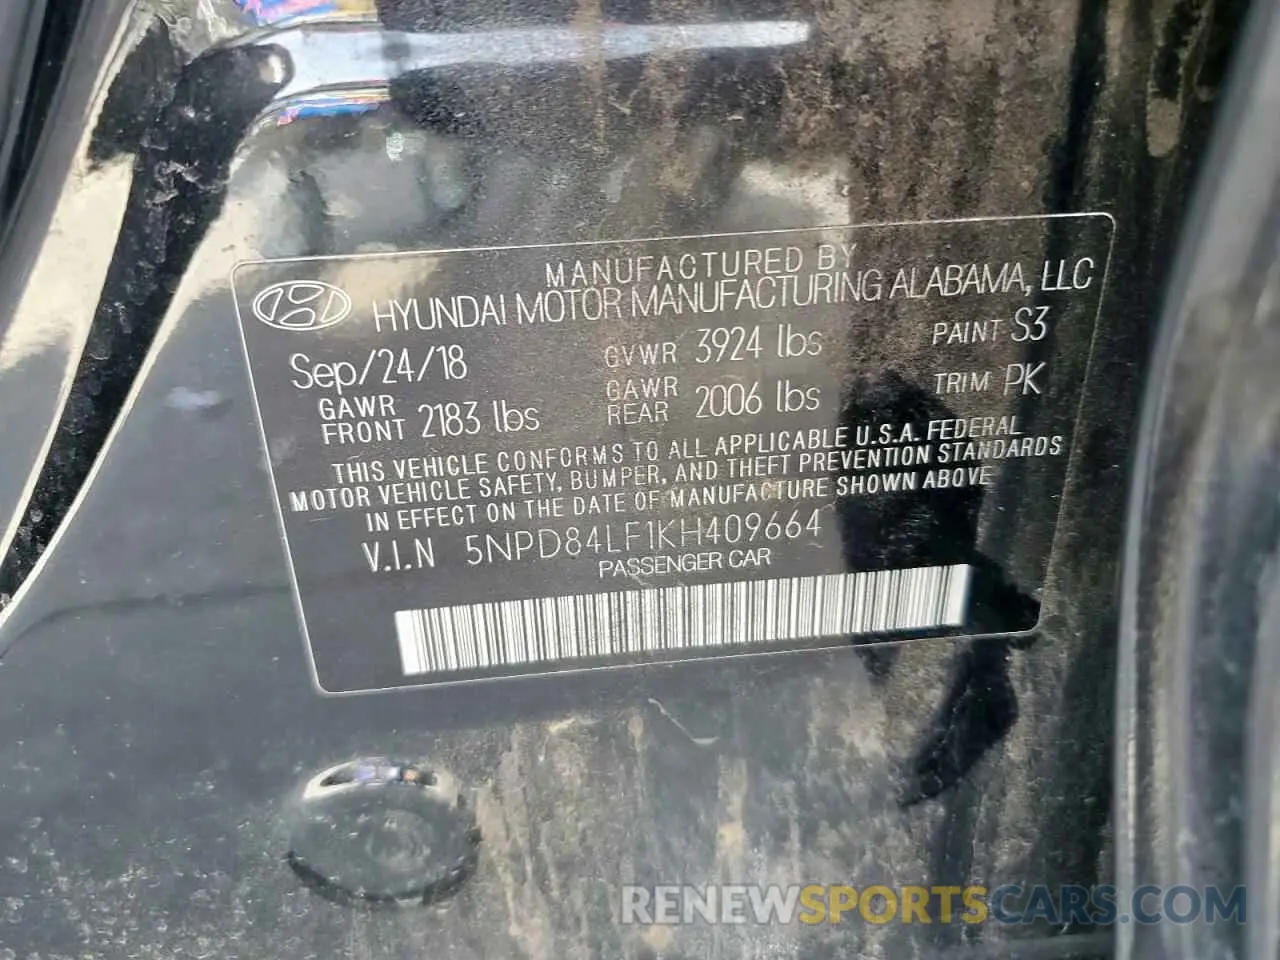 MANUFACTURED BY
HYUNDAI MOTOR MANUFACTURING ALABAMA, LLC
Sep/24/18 GVWR 3924 lbs PAINT S3
GAWR FRONT 2183 lbs GAWR REAR 2006 lbs TRIM PK
THIS VEHICLE CONFORMS TO ALL APPLICABLE U.S.A. FEDERAL
MOTOR VEHICLE SAFETY, BUMPER, AND THEFT PREVENTION STANDARDS
IN EFFECT ON THE DATE OF MANUFACTURE SHOWN ABOVE
V.I.N 5NPD84LF1KH409664
PASSENGER CAR
RENEWSPORTSCARS.COM